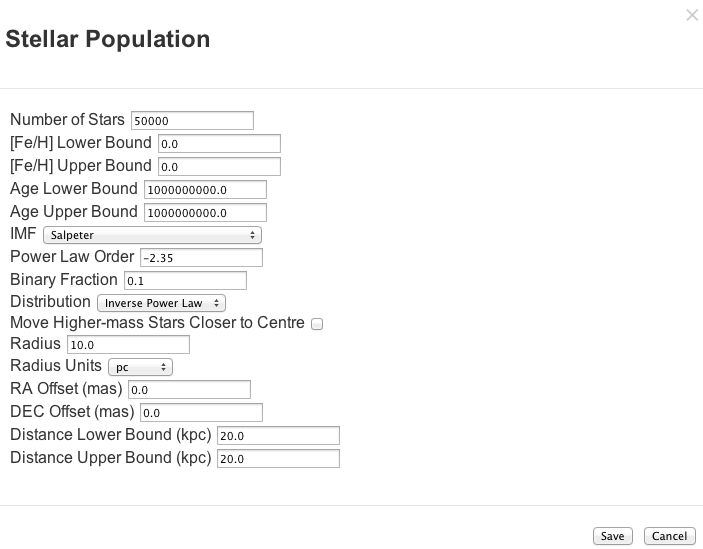 ×
Stellar Population
Number of Stars 50000
[Fe/H] Lower Bound 0.0
[Fe/H] Upper Bound 0.0
Age Lower Bound 1000000000.0
Age Upper Bound 1000000000.0
IMF Salpeter
Power Law Order -2.35
Binary Fraction 0.1
Distribution Inverse Power Law
Move Higher-mass Stars Closer to Centre
Radius 10.0
Radius Units pc
RA Offset (mas) 0.0
DEC Offset (mas) 0.0
Distance Lower Bound (kpc) 20.0
Distance Upper Bound (kpc) 20.0
Save Cancel